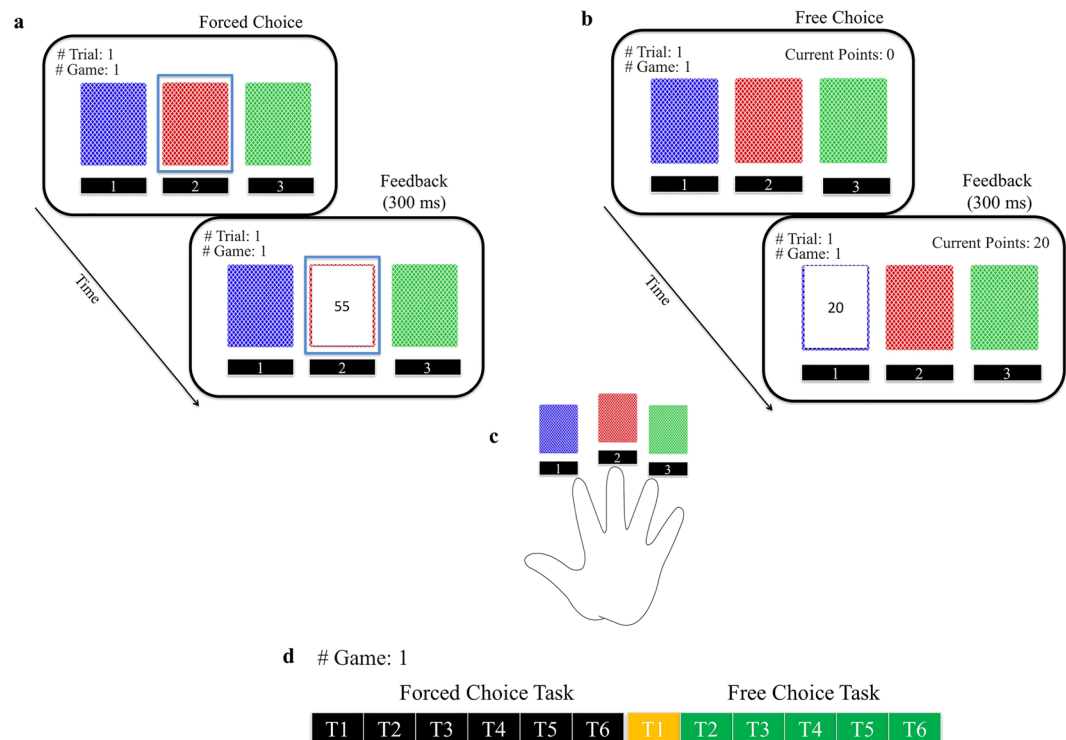 a
Forced Choice
# Trial: 1
# Game: 1
1 2 3
Feedback
(300 ms)
# Trial: 1
# Game: 1
55
1 2 3
Time
b
Free Choice
# Trial: 1
# Game: 1
Current Points: 0
1 2 3
Feedback
(300 ms)
# Trial: 1
# Game: 1
Current Points: 20
20
1 2 3
Time
c
1 2 3
d # Game: 1
Forced Choice Task Free Choice Task
T1 T2 T3 T4 T5 T6 T1 T2 T3 T4 T5 T6